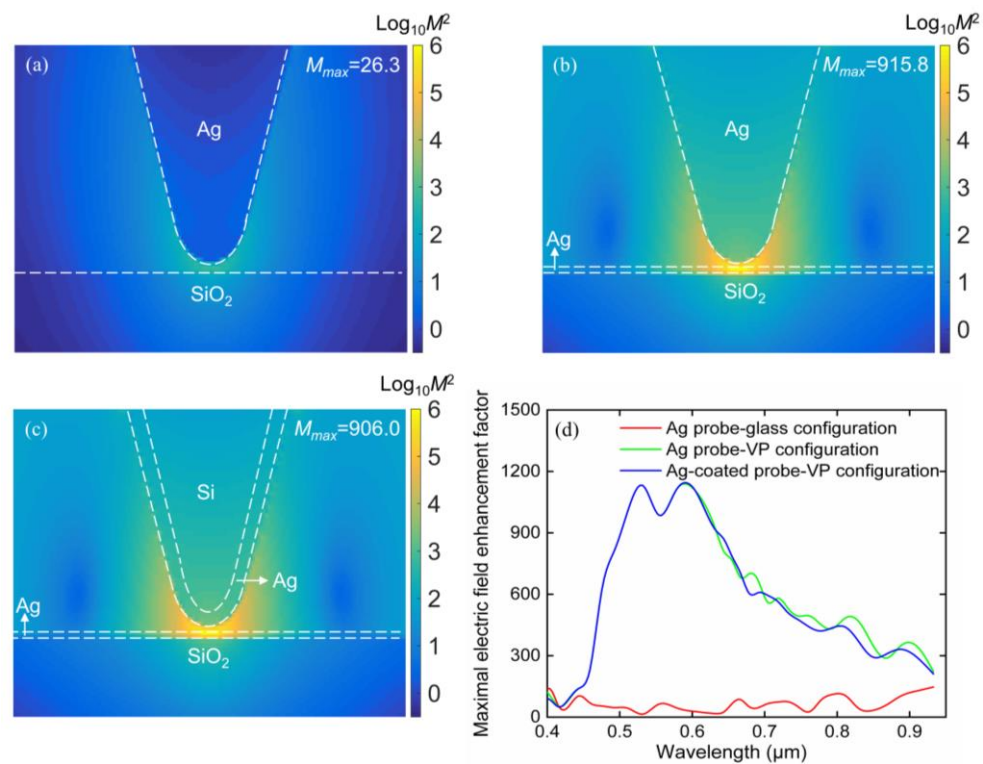 Log₁₀M²
(a)
M_max=26.3
Ag
SiO₂
6
5
4
3
2
1
0
Log₁₀M²
(b)
M_max=915.8
Ag
Ag
SiO₂
6
5
4
3
2
1
0
Log₁₀M²
(c)
M_max=906.0
Si
Ag
Ag
SiO₂
6
5
4
3
2
1
0
(d)
Ag probe-glass configuration
Ag probe-VP configuration
Ag-coated probe-VP configuration
Maximal electric field enhancement factor
1500
1200
900
600
300
0
0.4 0.5 0.6 0.7 0.8 0.9
Wavelength (μm)